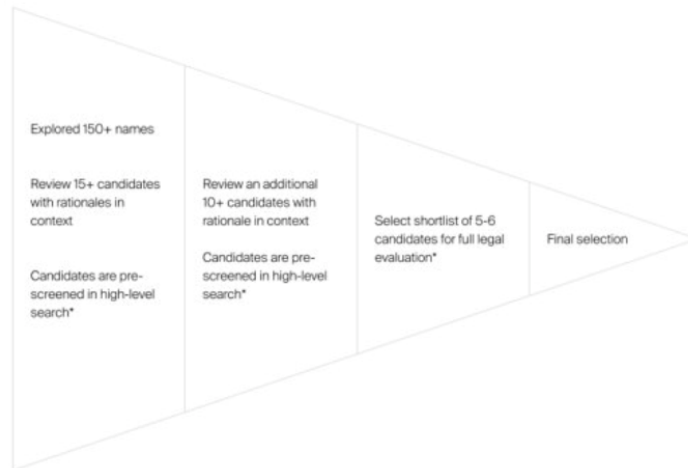 Explored 150+ names
Review 15+ candidates
with rationales in
context
Candidates are pre-
screened in high-level
search*
Review an additional
10+ candidates with
rationale in context
Candidates are pre-
screened in high-level
search*
Select shortlist of 5-6
candidates for full legal
evaluation*
Final selection